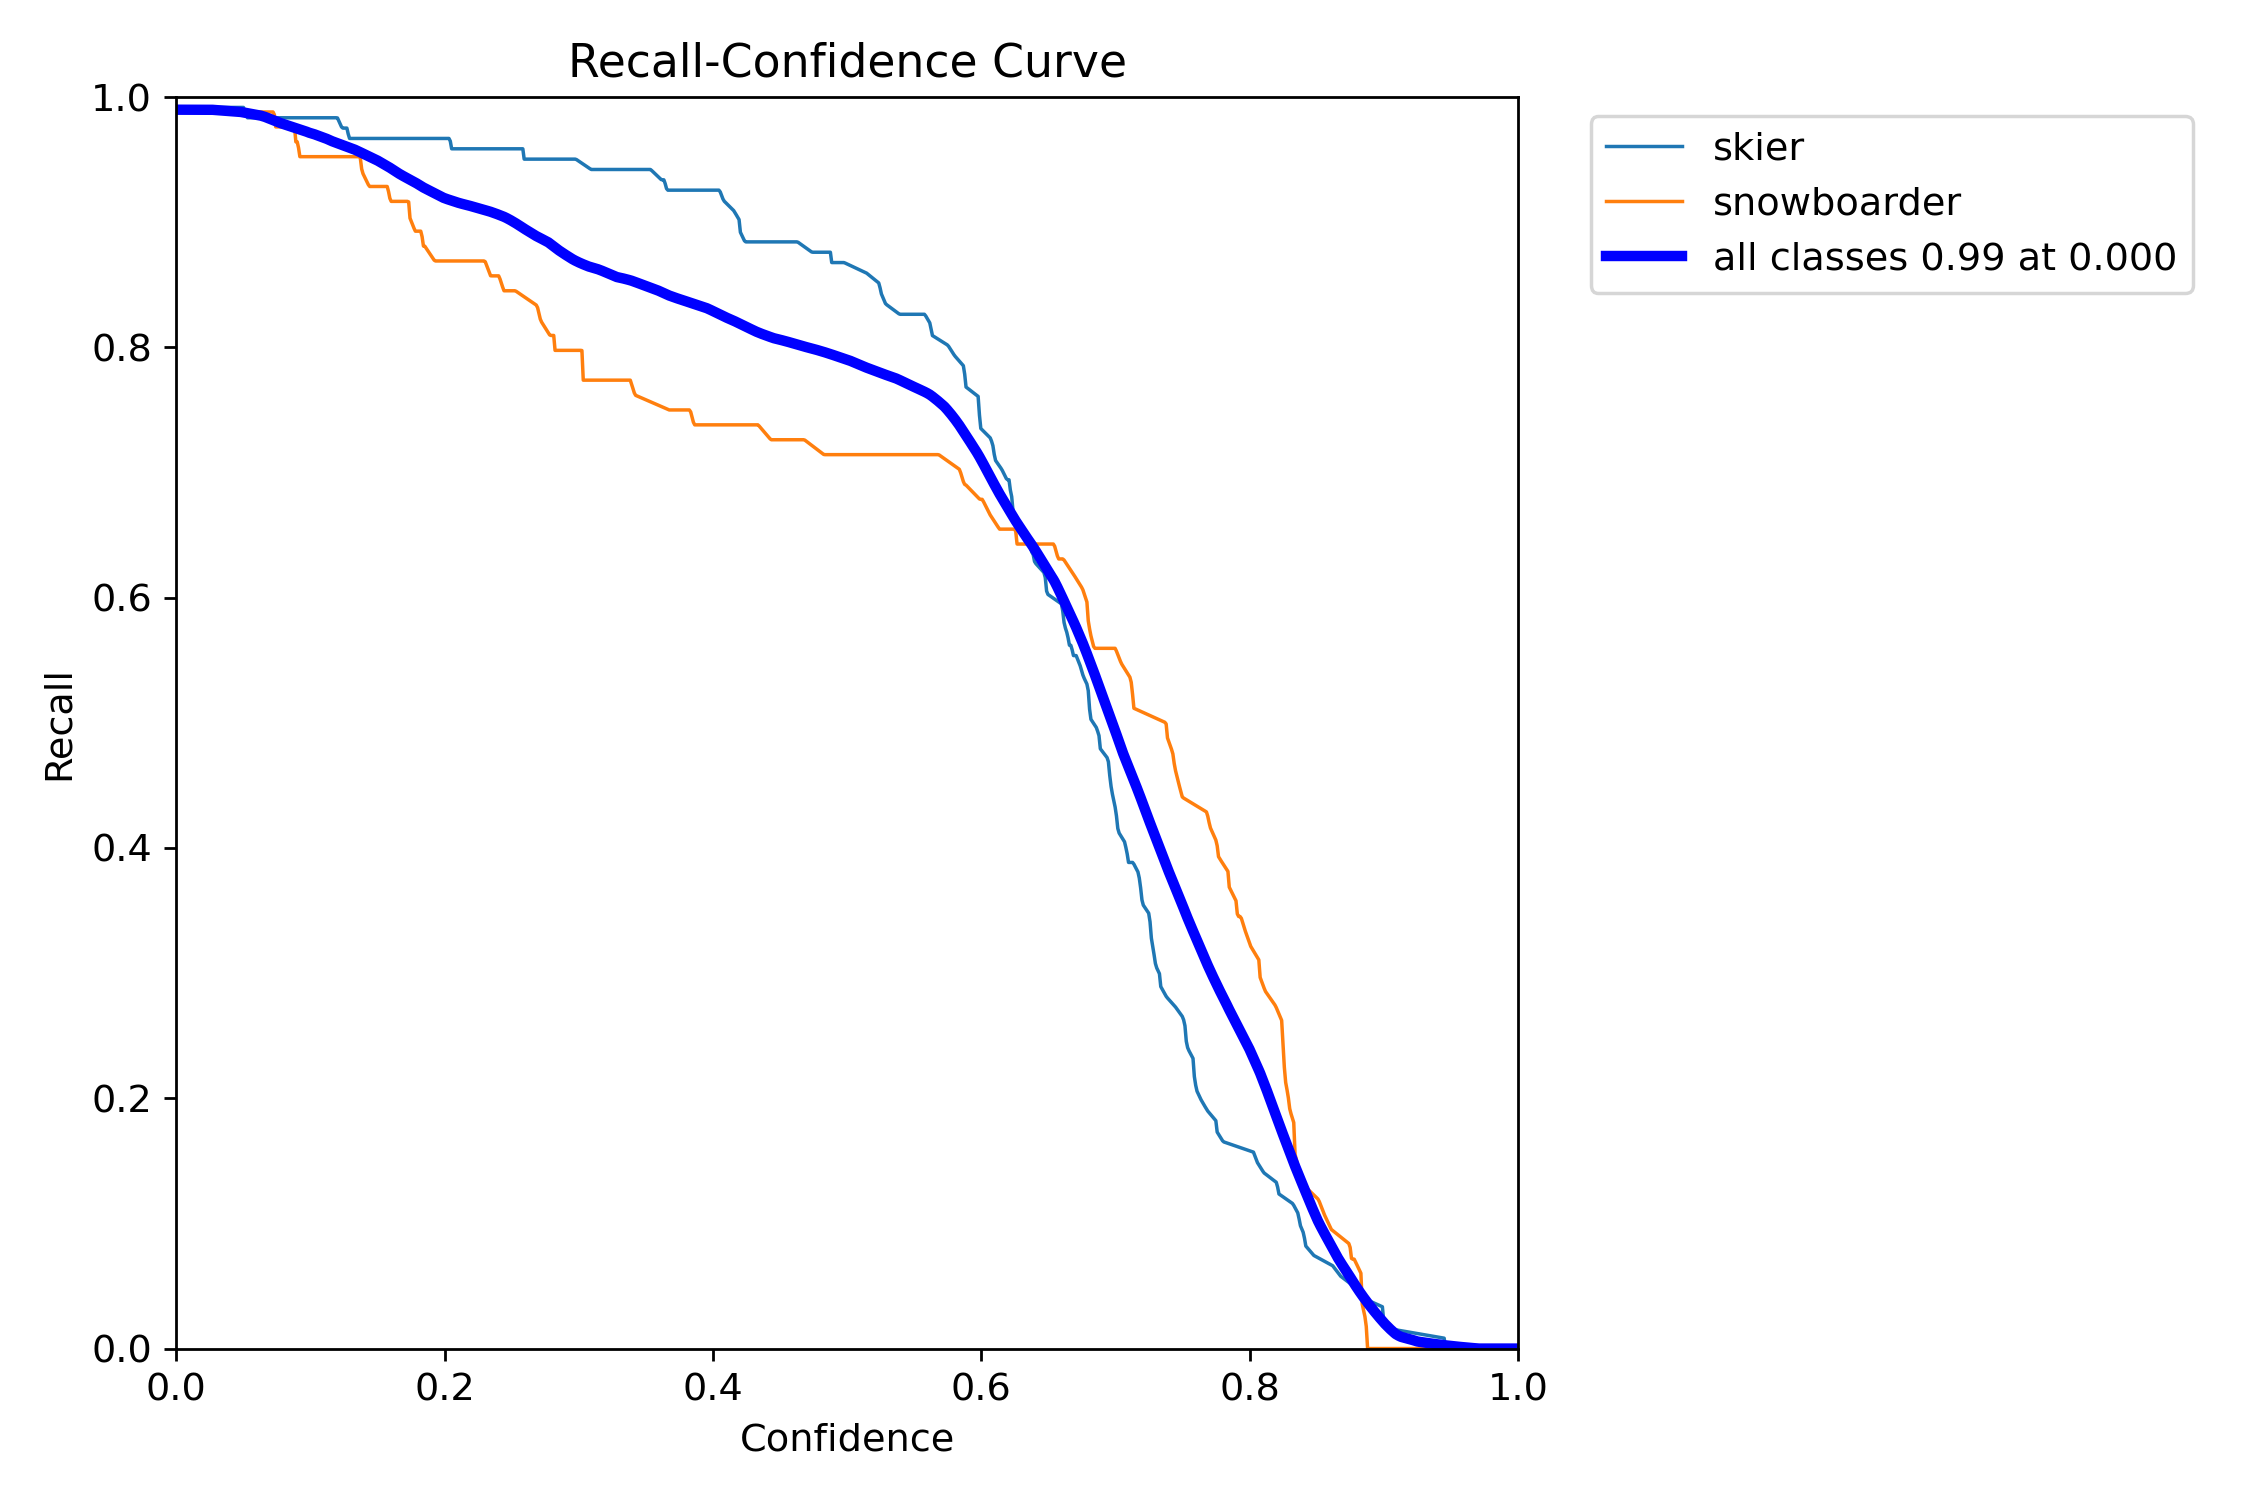 Recall-Confidence Curve
1.0
0.8
0.6
0.4
0.2
0.0
Recall
0.0 0.2 0.4 0.6 0.8 1.0
Confidence
skier
snowboarder
all classes 0.99 at 0.000